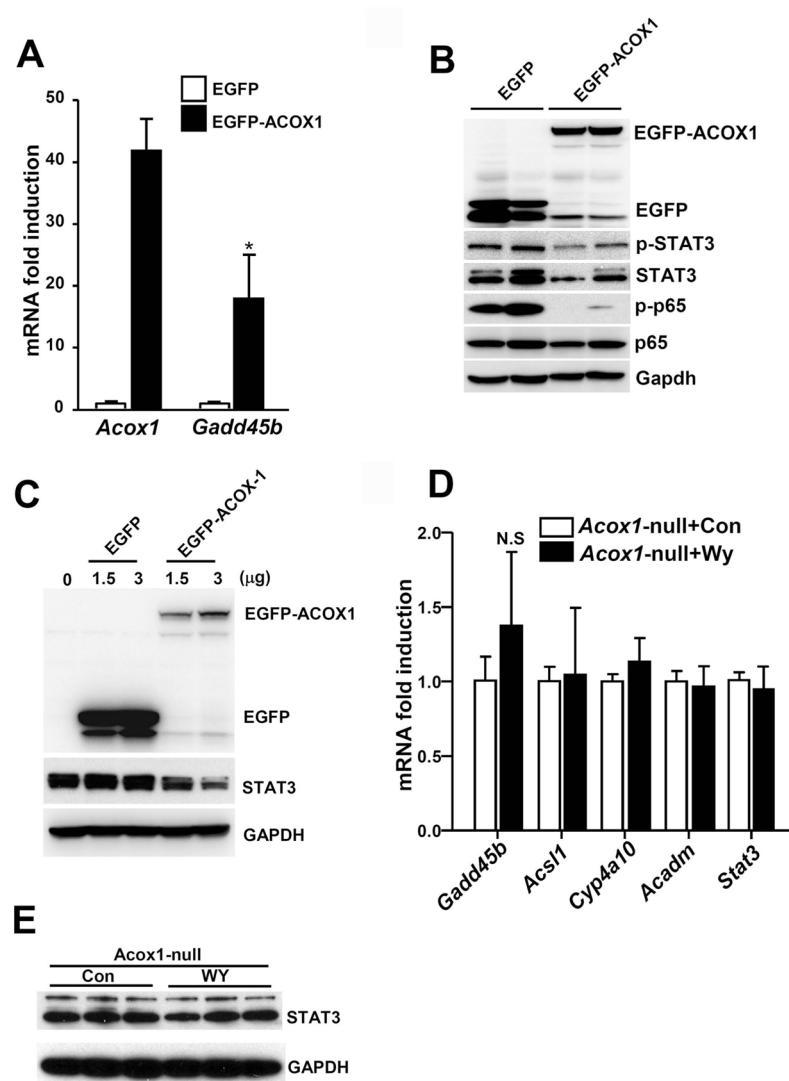 A
EGFP
EGFP-ACOX1
mRNA fold induction
50
40
30
20
10
0
*
Acox1
Gadd45b
B
EGFP
EGFP-ACOX1
EGFP-ACOX1
EGFP
p-STAT3
STAT3
p-p65
p65
Gapdh
C
EGFP
EGFP-ACOX-1
0
1.5
3
1.5
3
(μg)
EGFP-ACOX1
EGFP
STAT3
GAPDH
D
Acox1-null+Con
Acox1-null+Wy
N.S
mRNA fold induction
2.0
1.5
1.0
0.5
0.0
Gadd45b
Acsl1
Cyp4a10
Acadm
Stat3
E
Acox1-null
Con
WY
STAT3
GAPDH